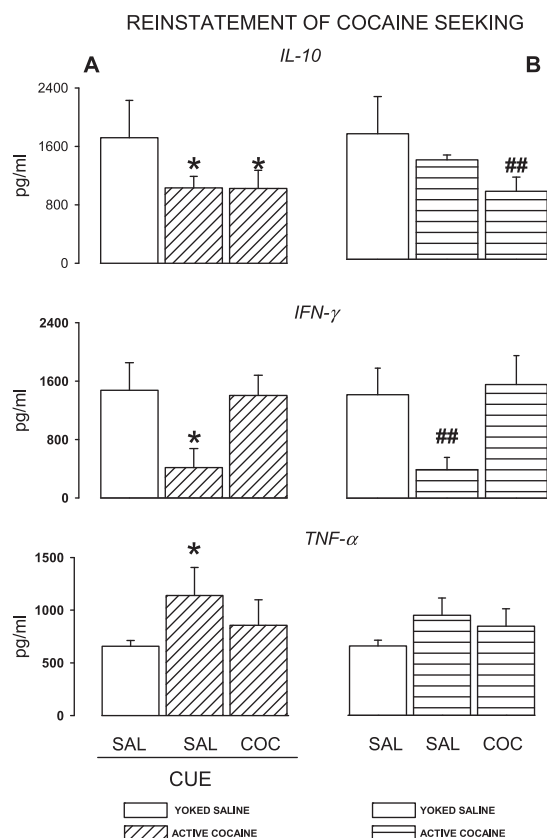 REINSTATEMENT OF COCAINE SEEKING
IL-10
A
B
2400
1600
800
0
pg/ml
*
*
##
IFN-γ
2400
1600
800
0
pg/ml
*
##
TNF-α
1500
1000
500
0
pg/ml
*
SAL SAL COC SAL SAL COC
CUE
YOKED SALINE YOKED SALINE
ACTIVE COCAINE ACTIVE COCAINE